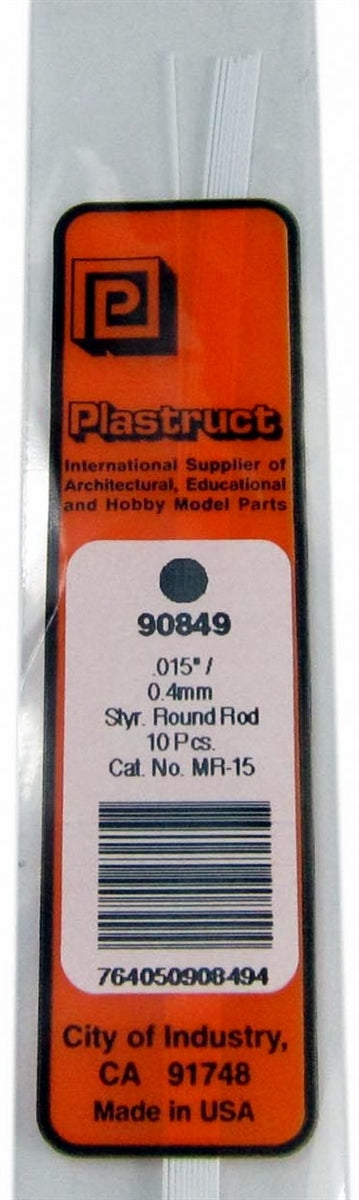 P
Plastruct
International Supplier of
Architectural, Educational
and Hobby Model Parts
90849
.015" /
0.4mm
Styr. Round Rod
10 Pcs.
Cat. No. MR-15
764050908494
City of Industry,
CA 91748
Made in USA